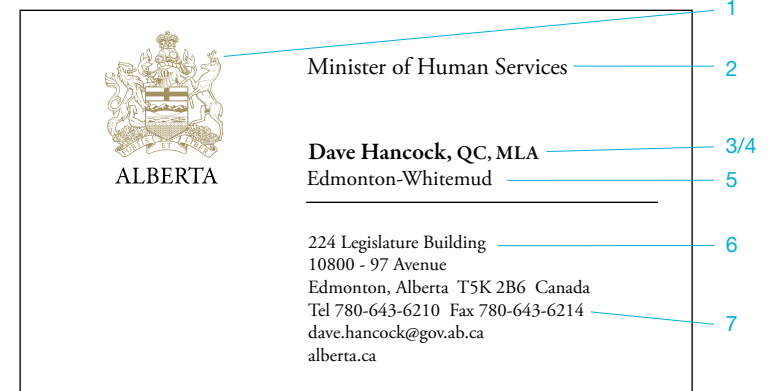 1
Minister of Human Services 2
Dave Hancock, QC, MLA 3/4
ALBERTA
Edmonton-Whitemud 5
224 Legislature Building 6
10800 - 97 Avenue
Edmonton, Alberta T5K 2B6 Canada
Tel 780-643-6210 Fax 780-643-6214 7
dave.hancock@gov.ab.ca
alberta.ca